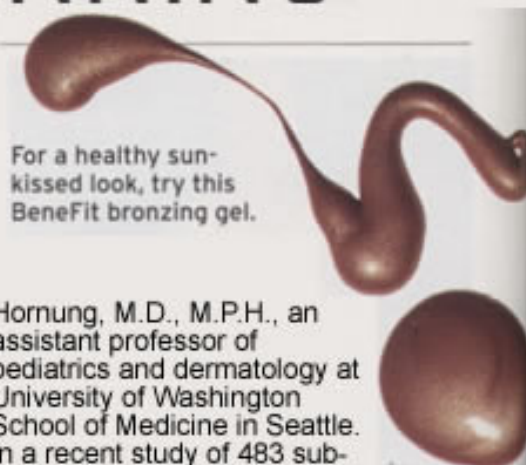 For a healthy sun-
kissed look, try this
BeneFit bronzing gel.
Hornung, M.D., M.P.H., an
assistant professor of
pediatrics and dermatology at
University of Washington
School of Medicine in Seattle.
In a recent study of 483 sub-